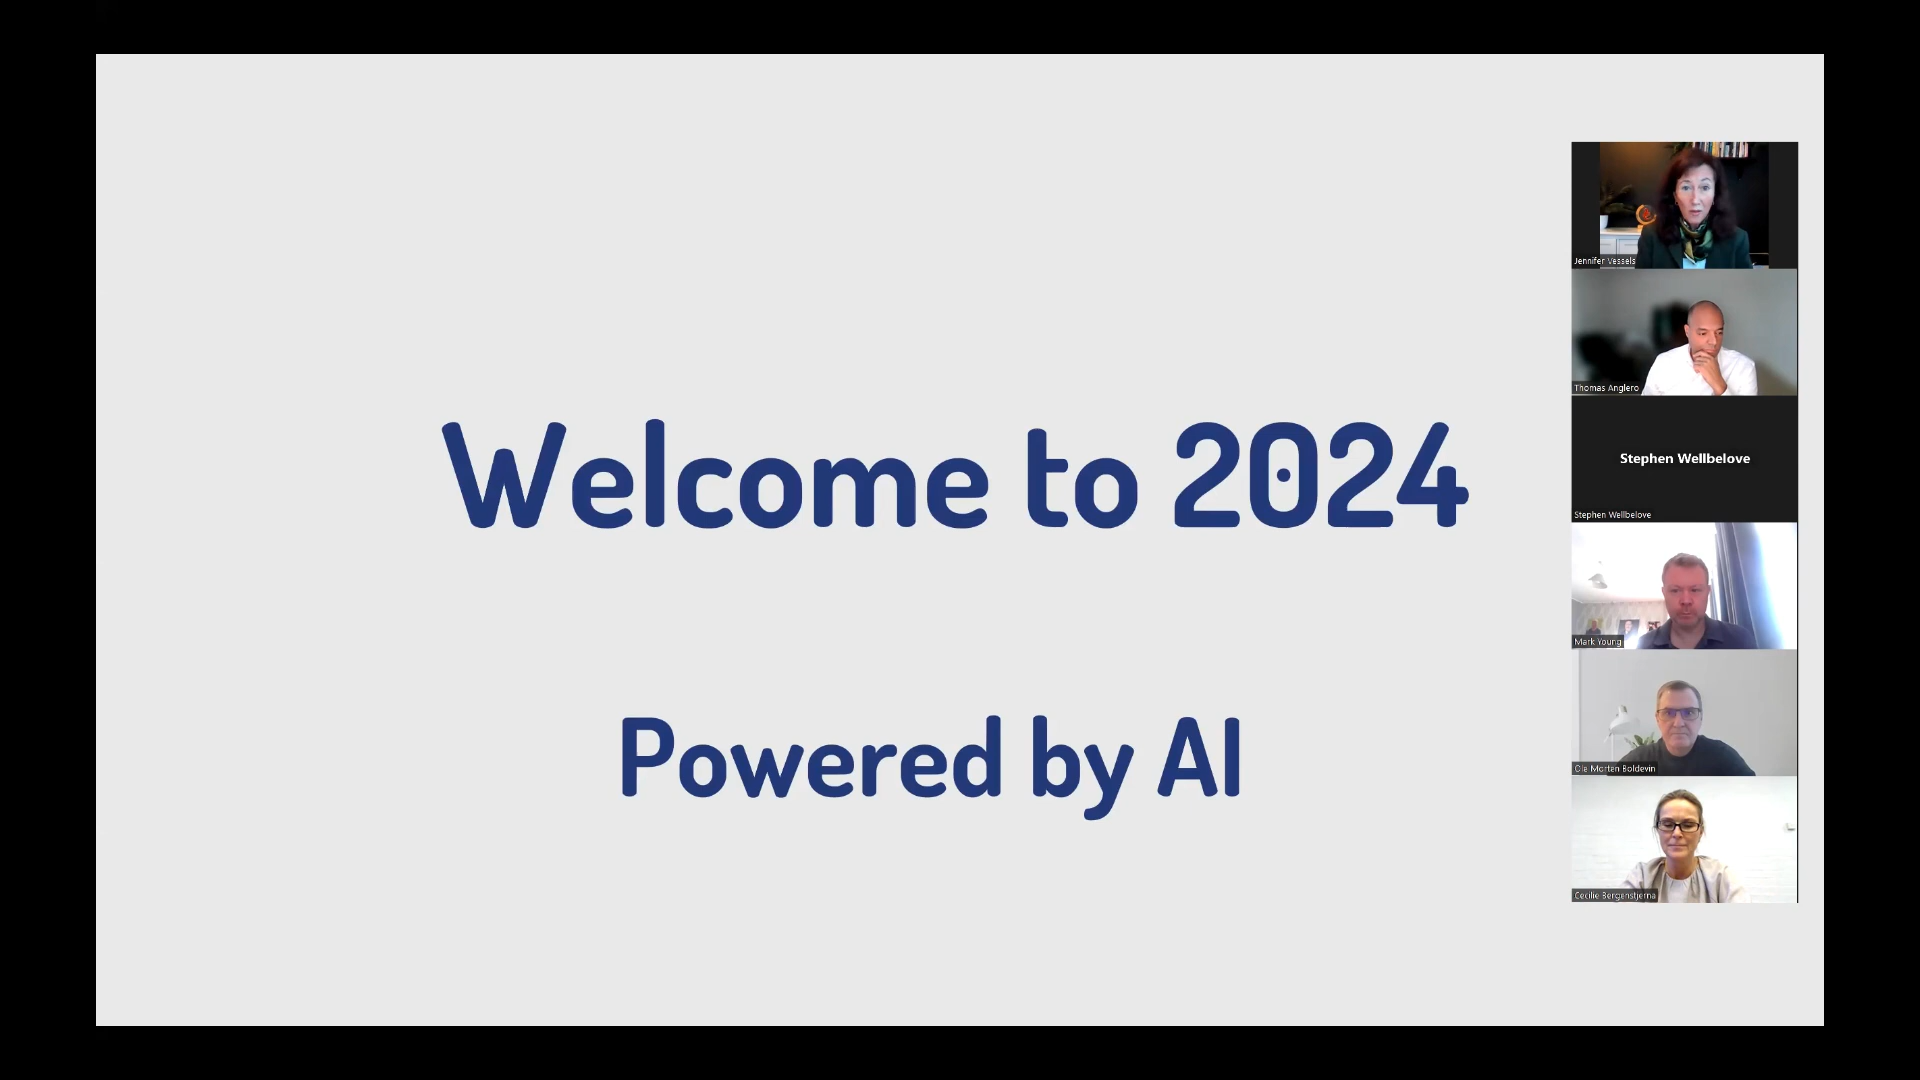 Welcome to 2024
Powered by AI
Jennifer Vessels
Thomas Anglero
Stephen Wellbelove
Stephen Wellbelove
Mark Young
Ole Morten Boldevin
Cecilie Bergenstjerna